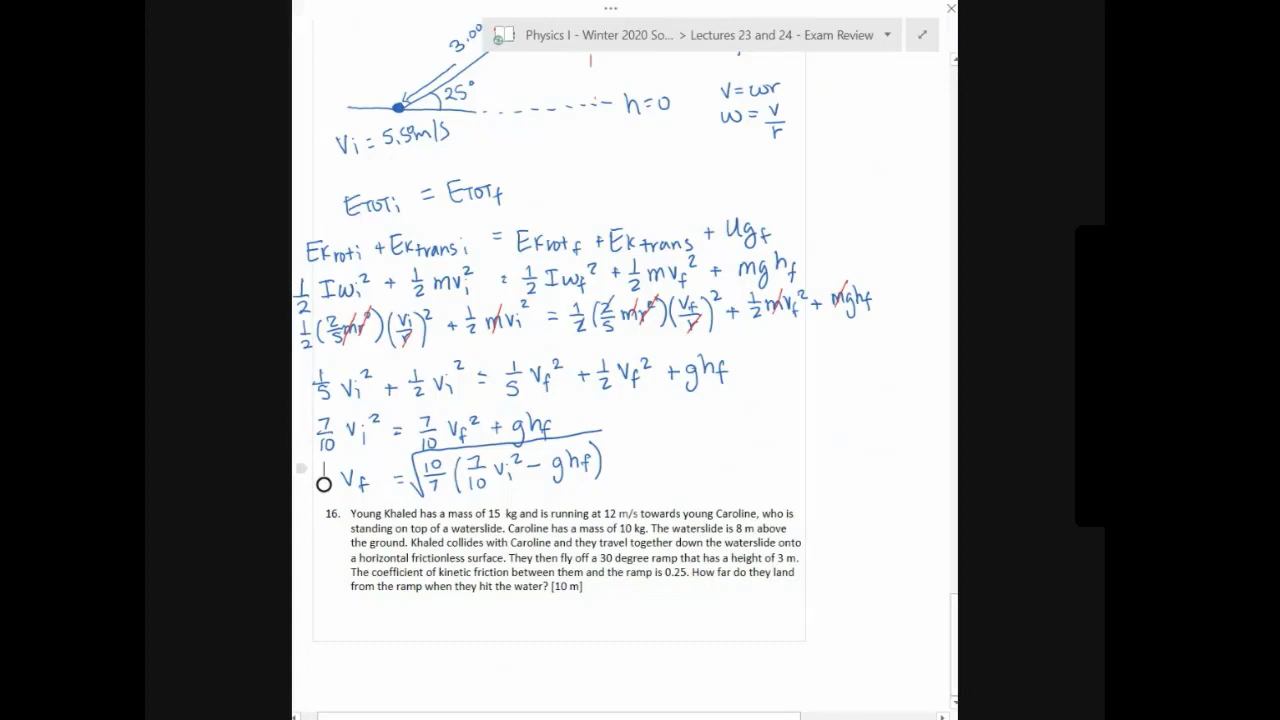 Physics I - Winter 2020 So... > Lectures 23 and 24 - Exam Review
3.00
25°
h=0
v=ωr
ω = v/r
Vi = 5.50m/s
ETOTi = ETOTf
EKroti + EKtransi = EKrotf + EKtrans + Ugf
1/2 Iωi² + 1/2 mvi² = 1/2 Iωf² + 1/2 mvf² + mghf
1/2 (2/5 mr²)(vi/r)² + 1/2 mvi² = 1/2 (2/5 mr²)(vf/r)² + 1/2 mvf² + mghf
1/5 vi² + 1/2 vi² = 1/5 vf² + 1/2 vf² + ghf
7/10 vi² = 7/10 vf² + ghf
Vf = √(10/7 (7/10 vi² - ghf))
16. Young Khaled has a mass of 15 kg and is running at 12 m/s towards young Caroline, who is
standing on top of a waterslide. Caroline has a mass of 10 kg. The waterslide is 8 m above
the ground. Khaled collides with Caroline and they travel together down the waterslide onto
a horizontal frictionless surface. They then fly off a 30 degree ramp that has a height of 3 m.
The coefficient of kinetic friction between them and the ramp is 0.25. How far do they land
from the ramp when they hit the water? [10 m]